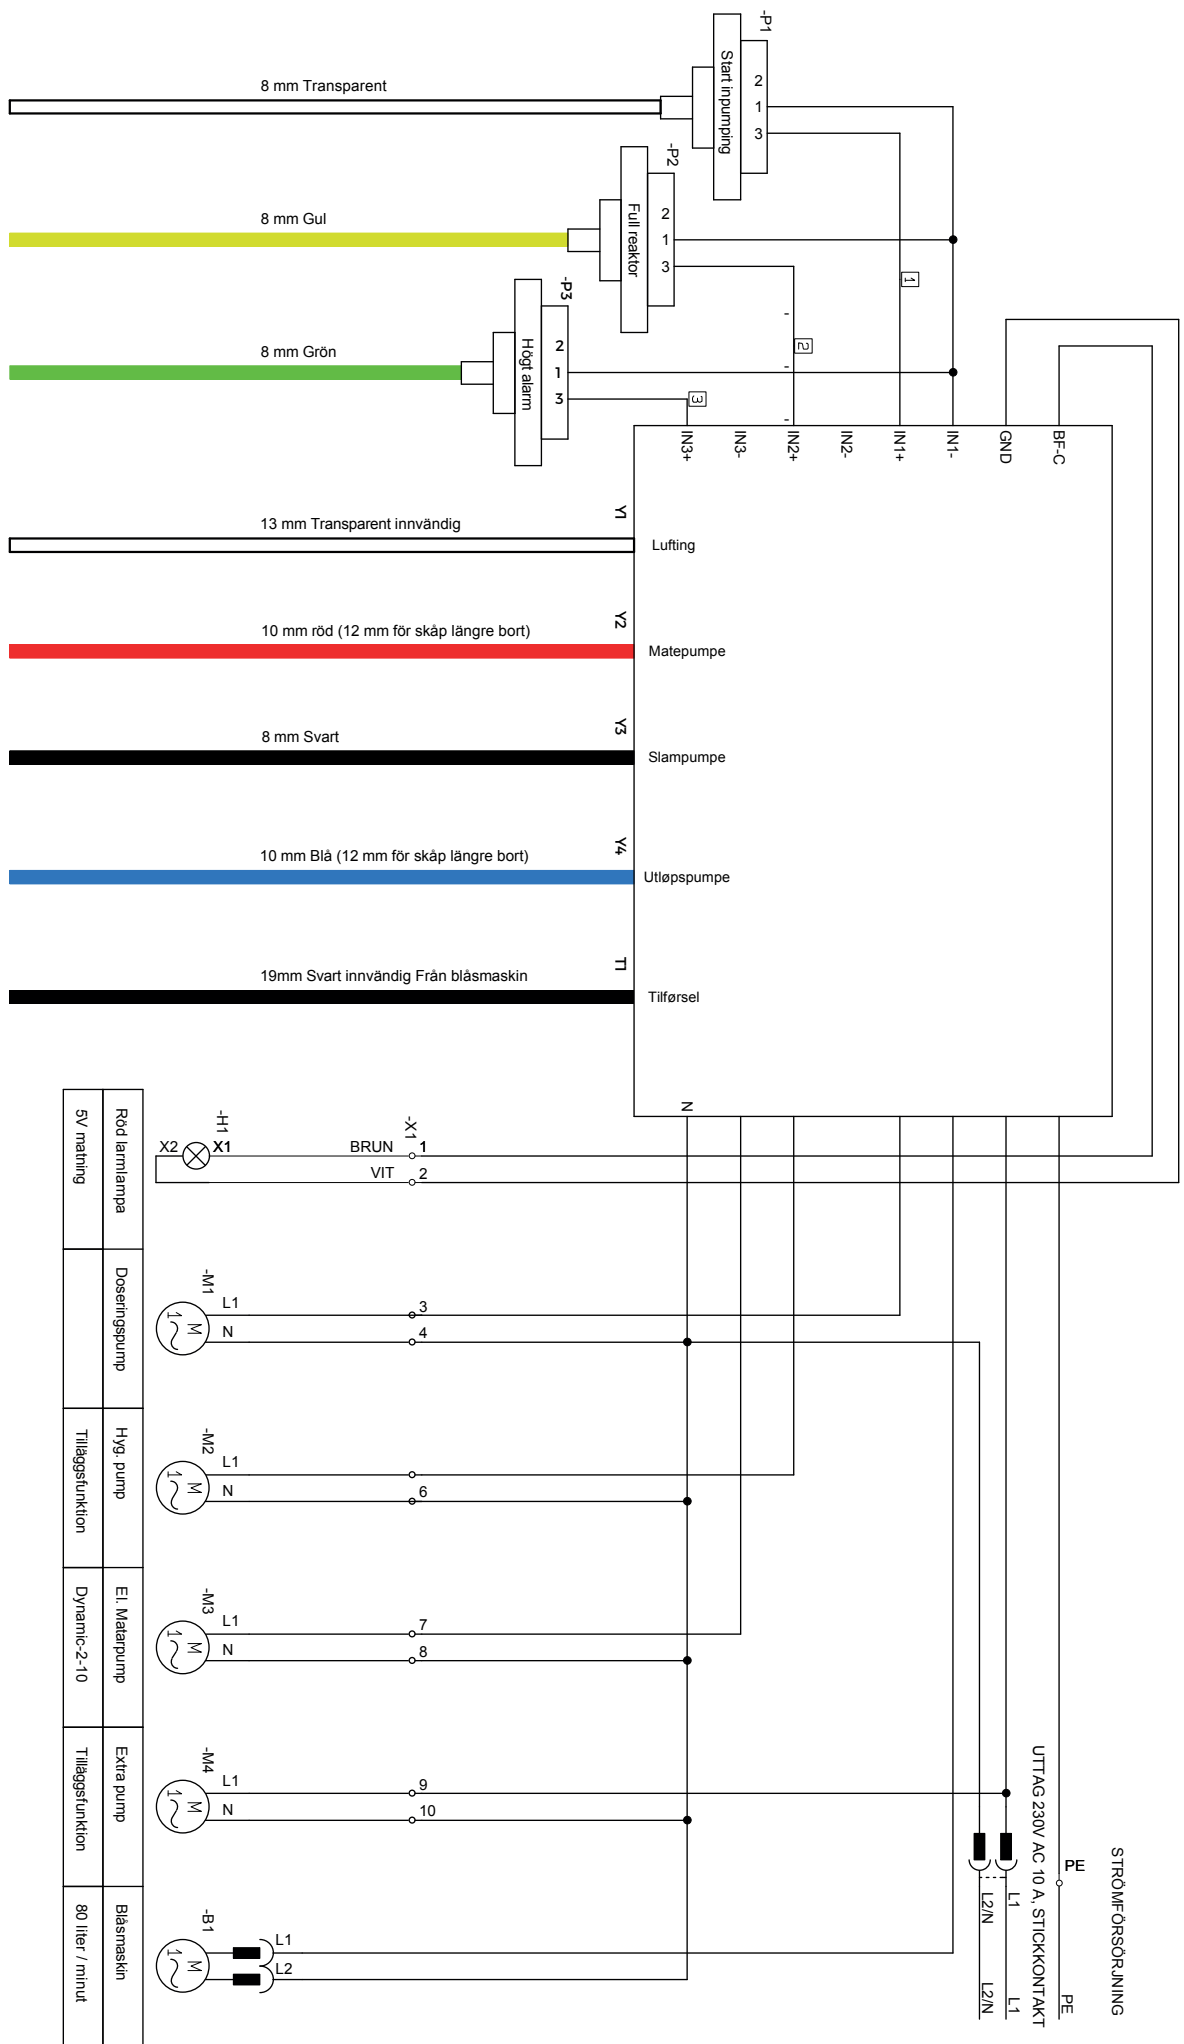 -P1
Start inpumping
2
1
3
8 mm Transparent
-P2
Full reaktor
2
1
3
8 mm Gul
1
-P3
Högt alarm
2
1
3
8 mm Grön
2
3
IN3+
IN3-
IN2+
IN2-
IN1+
IN1-
GND
BF-C
Y1
13 mm Transparent innvändig
Lufting
Y2
10 mm röd (12 mm för skåp längre bort)
Matepumpe
Y3
8 mm Svart
Slampumpe
Y4
10 mm Blå (12 mm för skåp längre bort)
Utløpspumpe
T1
19mm Svart innvändig Från blåsmaskin
Tilførsel
N
Röd larmlampa
5V matning
-H1
X2
X1
BRUN
VIT
-X1
1
2
Doseringspump
-M1
L1
N
M
1
3
4
Hyg. pump
Tilläggsfunktion
-M2
L1
N
M
1
6
El. Matarpump
Dynamic-2-10
-M3
L1
N
M
1
7
8
Extra pump
Tilläggsfunktion
-M4
L1
N
M
1
9
10
Blåsmaskin
80 liter / minut
-B1
L1
L2
M
1
STRÖMFÖRSÖRJNING
UTTAG 230V AC 10 A, STICKKONTAKT
PE
L1
L2/N
PE
L1
L2/N